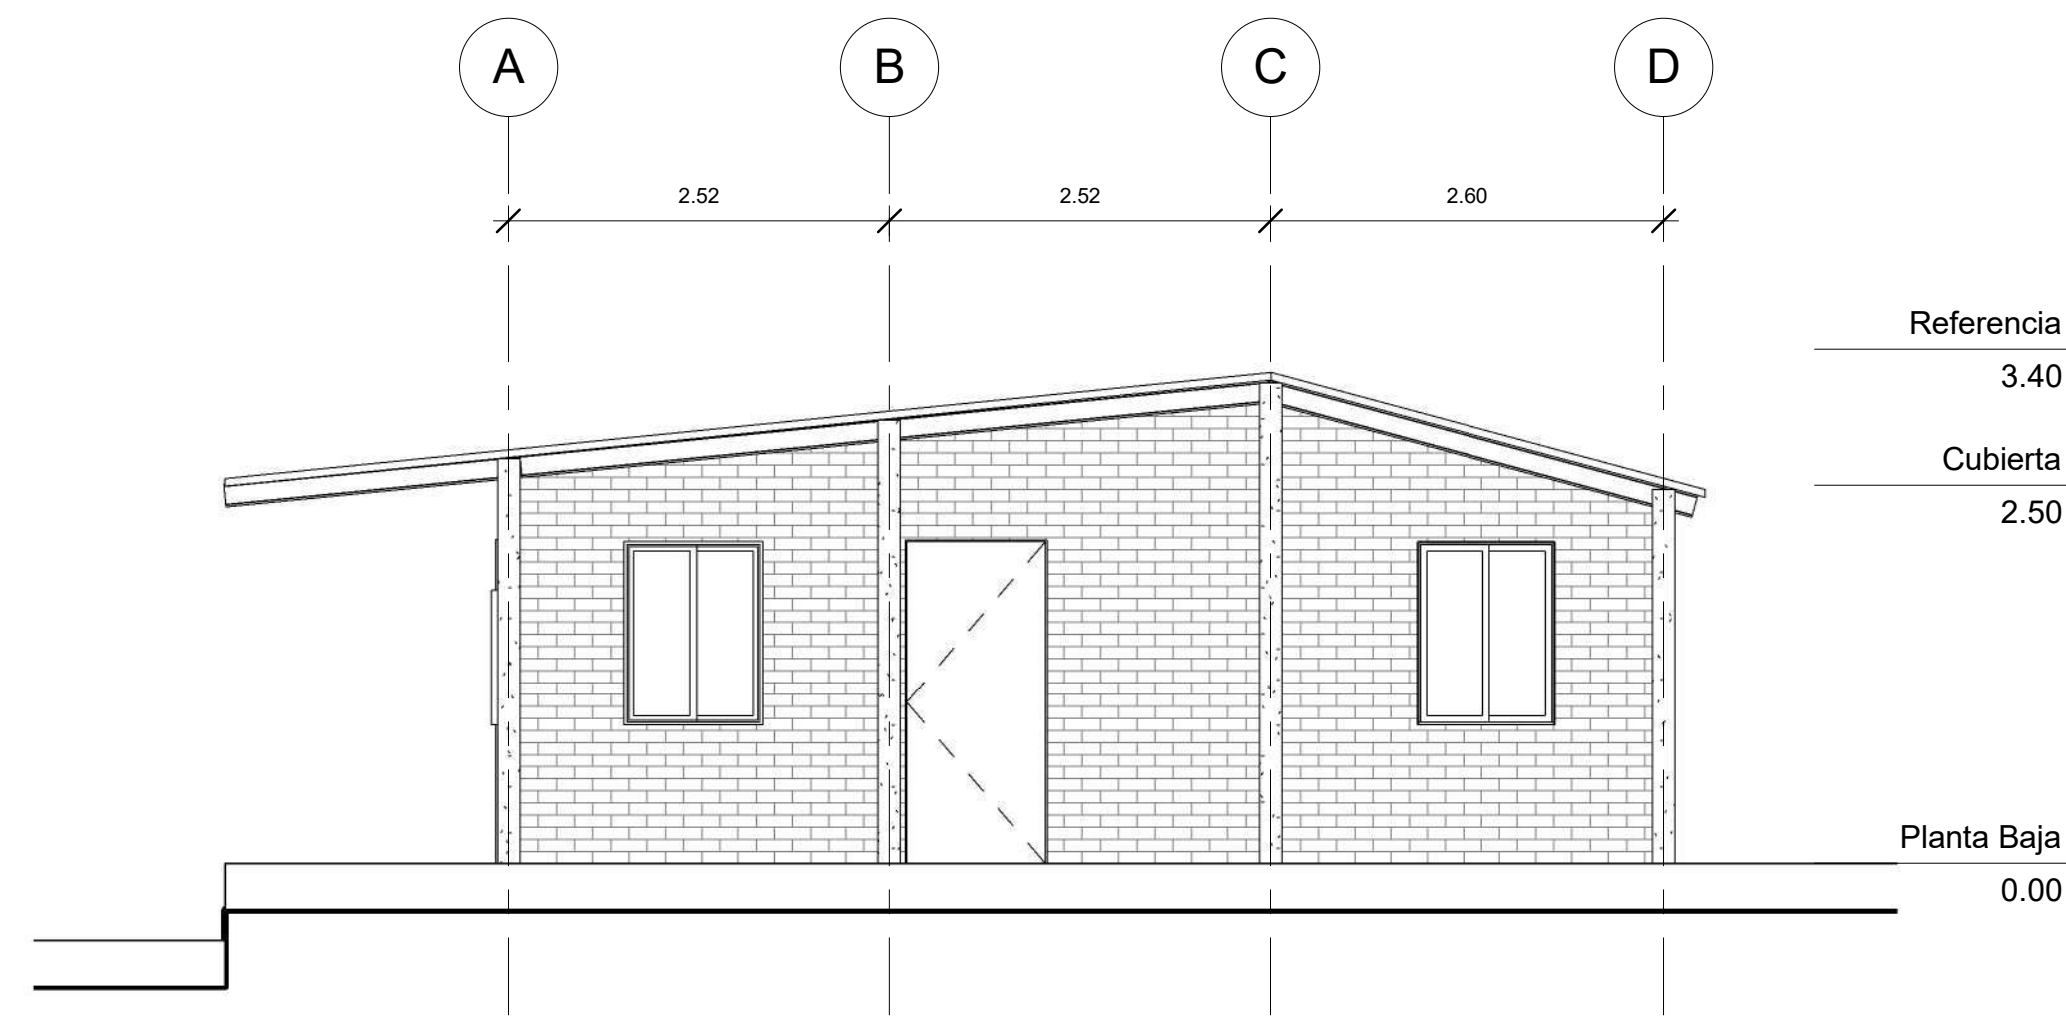 A
B
C
D
2.52
2.52
2.60
Referencia
3.40
Cubierta
2.50
Planta Baja
0.00